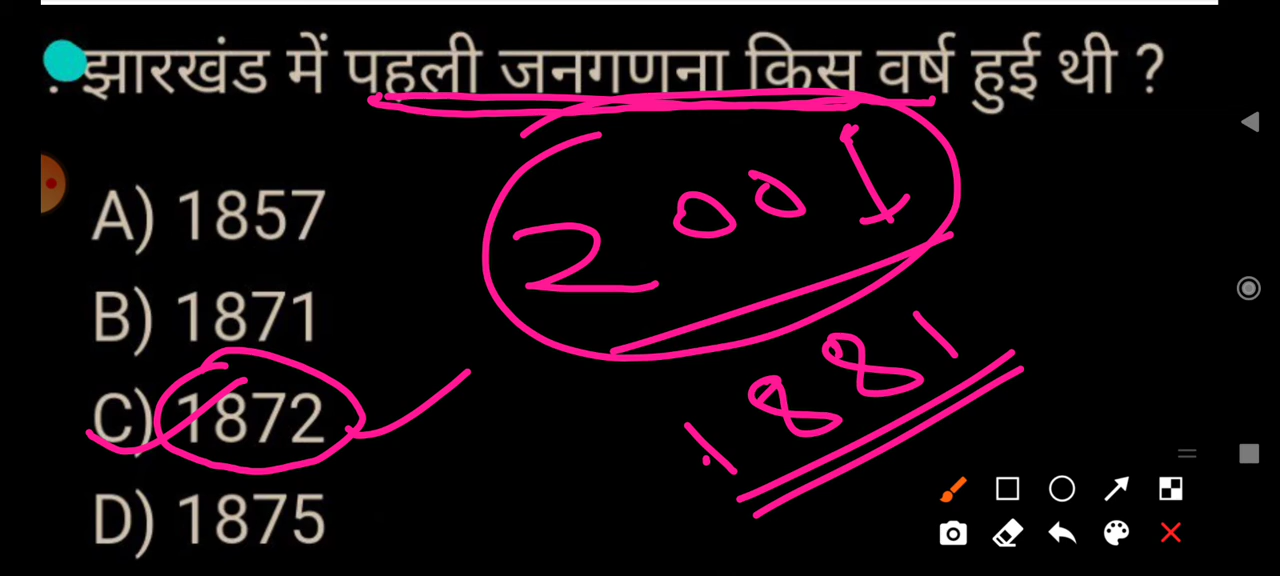 . झारखंड में पहली जनगणना किस वर्ष हुई थी ?
2001
A) 1857
B) 1871
1881
C) 1872
D) 1875